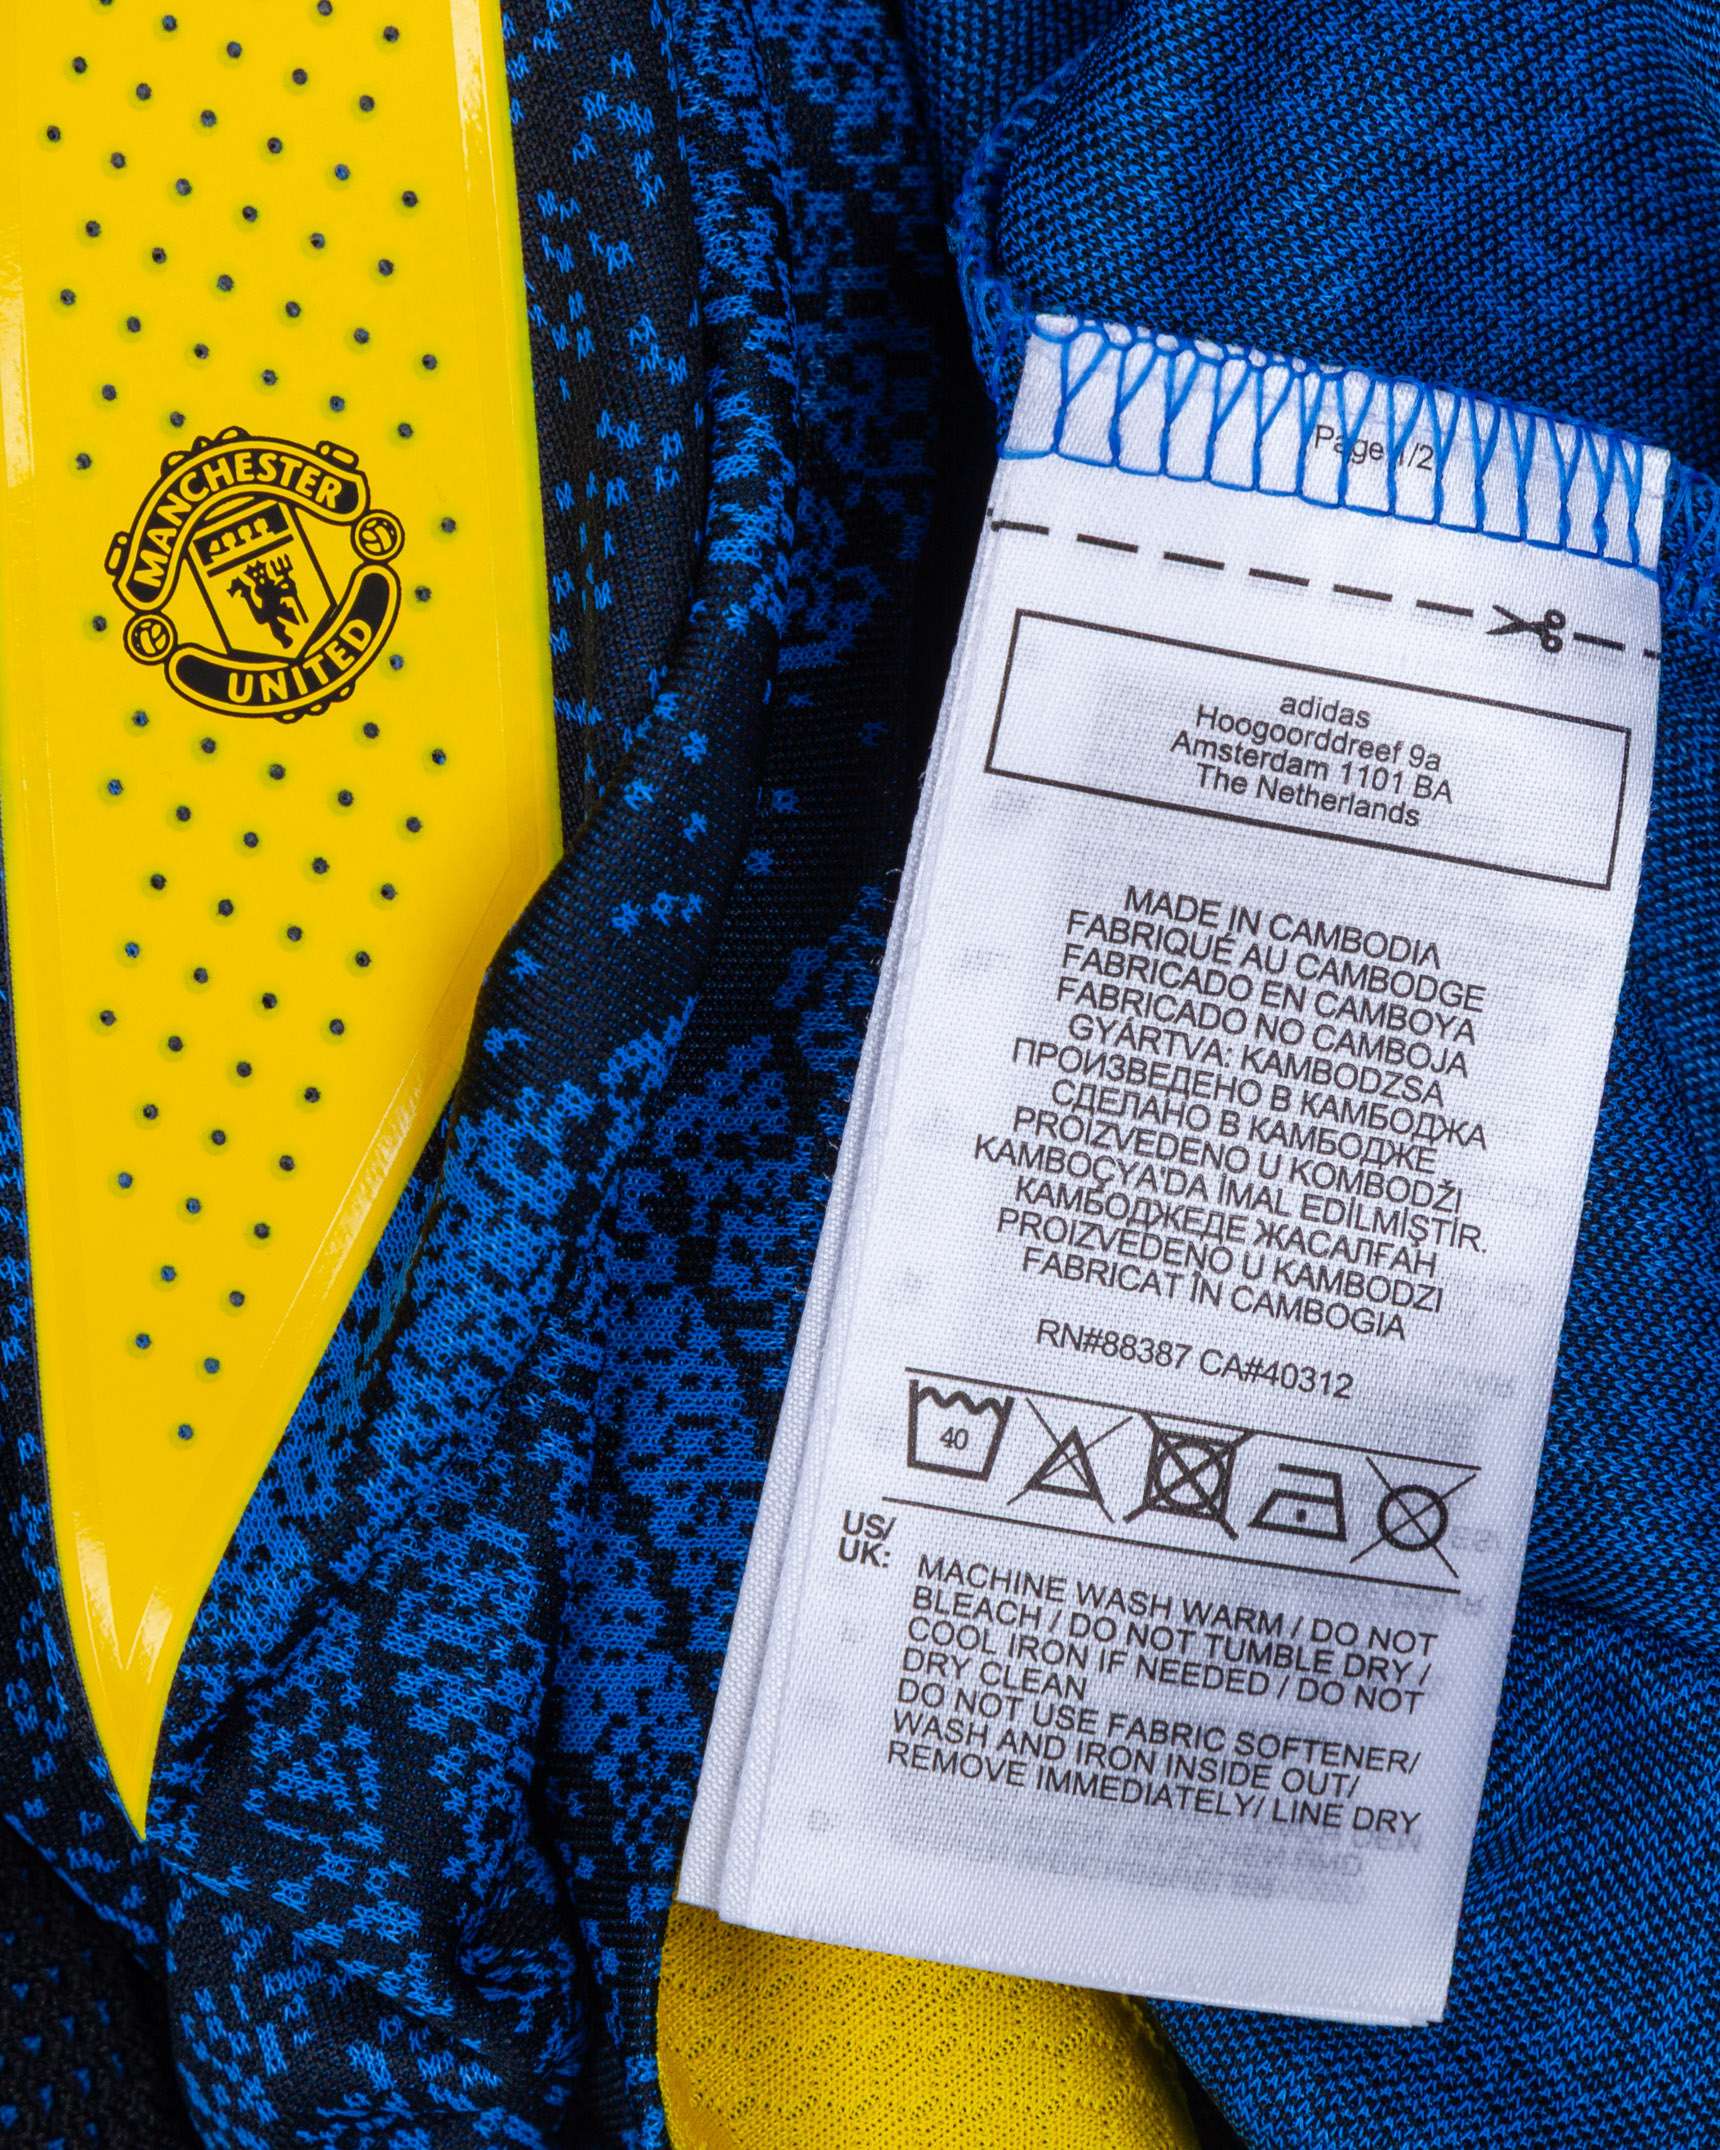 MANCHESTER
UNITED
Page 1/2
adidas
Hoogoorddreef 9a
Amsterdam 1101 BA
The Netherlands
MADE IN CAMBODIA
FABRIQUÉ AU CAMBODGE
FABRICADO EN CAMBOYA
FABRICADO NO CAMBOJA
GYÁRTVA: KAMBODZSA
ПРОИЗВЕДЕНО В КАМБОДЖА
СДЕЛАНО В КАМБОДЖЕ
PROIZVEDENO U KOMBODŽI
KAMBOÇYA'DA İMAL EDİLMİŞTİR.
КАМБОДЖЕДЕ ЖАСАЛҒАН
PROIZVEDENO U KAMBODZI
FABRICAT ÎN CAMBOGIA
RN#88387 CA#40312
40
US/
UK:
MACHINE WASH WARM / DO NOT
BLEACH / DO NOT TUMBLE DRY /
COOL IRON IF NEEDED / DO NOT
DRY CLEAN
DO NOT USE FABRIC SOFTENER/
WASH AND IRON INSIDE OUT/
REMOVE IMMEDIATELY/ LINE DRY